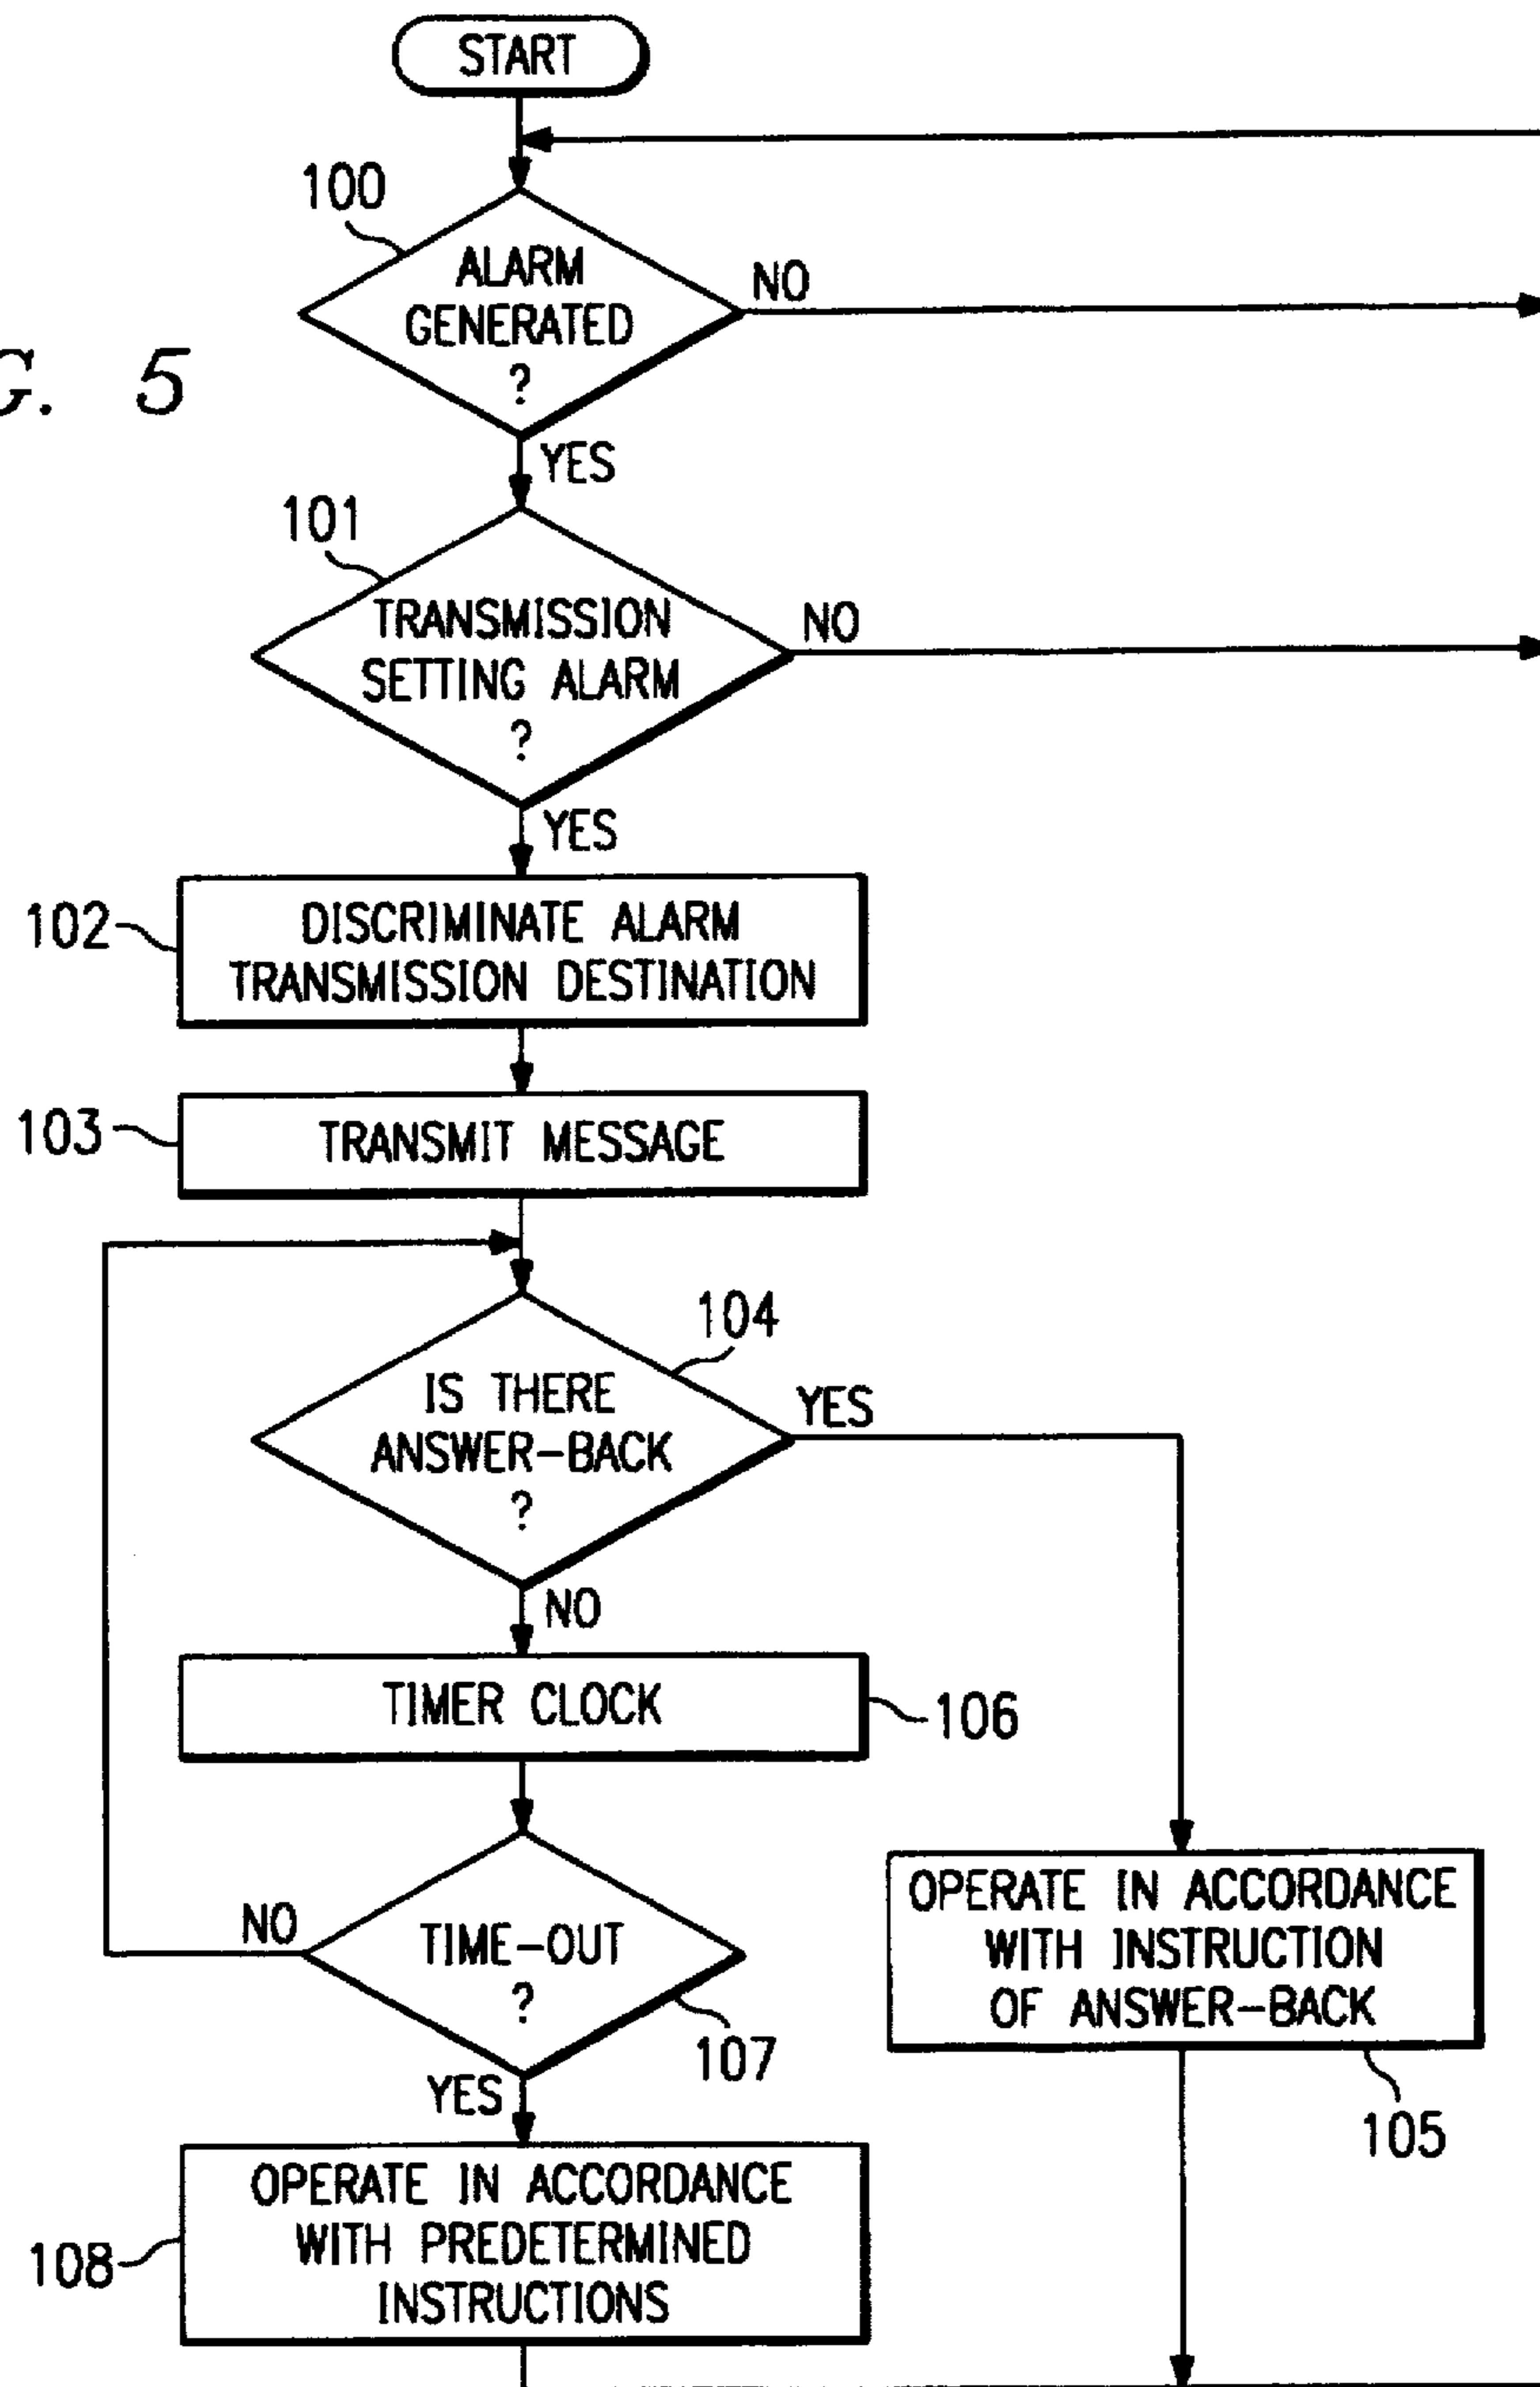 START
100
ALARM
GENERATED
?
NO
G. 5
YES
101
TRANSMISSION
SETTING ALARM
?
NO
YES
102
DISCRIMINATE ALARM
TRANSMISSION DESTINATION
103
TRANSMIT MESSAGE
104
IS THERE
ANSWER-BACK
?
YES
NO
TIMER CLOCK
106
NO
TIME-OUT
?
107
YES
OPERATE IN ACCORDANCE
WITH INSTRUCTION
OF ANSWER-BACK
105
108
OPERATE IN ACCORDANCE
WITH PREDETERMINED
INSTRUCTIONS